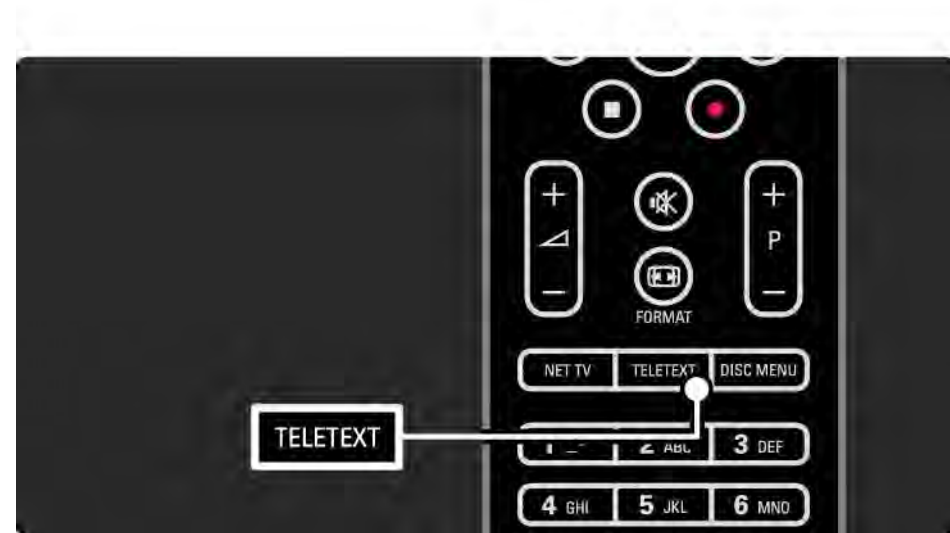 + +
P
— —
FORMAT
NET TV TELETEXT DISC MENU
TELETEXT
2 ABC 3 DEF
4 GHI 5 JKL 6 MNO